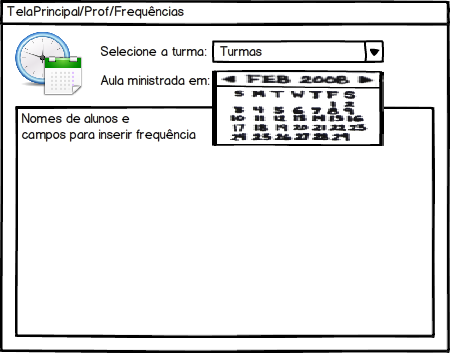 TelaPrincipal/Prof/Frequências
Selecione a turma: Turmas
Aula ministrada em:
FEB 2008
S M T W T F S
1 2
3 4 5 6 7 8 9
10 11 12 13 14 15 16
17 18 19 20 21 22 23
24 25 26 27 28 29
Nomes de alunos e
campos para inserir frequência